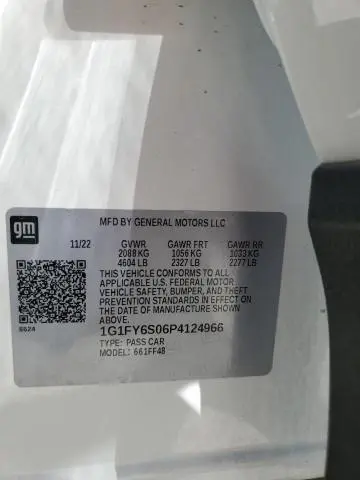 gm
MFD BY GENERAL MOTORS LLC
11/22 GVWR GAWR FRT GAWR RR
2088 KG 1056 KG 1033 KG
4604 LB 2327 LB 2277 LB
THIS VEHICLE CONFORMS TO ALL
APPLICABLE U.S. FEDERAL MOTOR
VEHICLE SAFETY, BUMPER, AND THEFT
PREVENTION STANDARDS IN EFFECT ON
THE DATE OF MANUFACTURE SHOWN
ABOVE.
6624
1G1FY6S06P4124966
TYPE: PASS CAR
MODEL: 661FF48